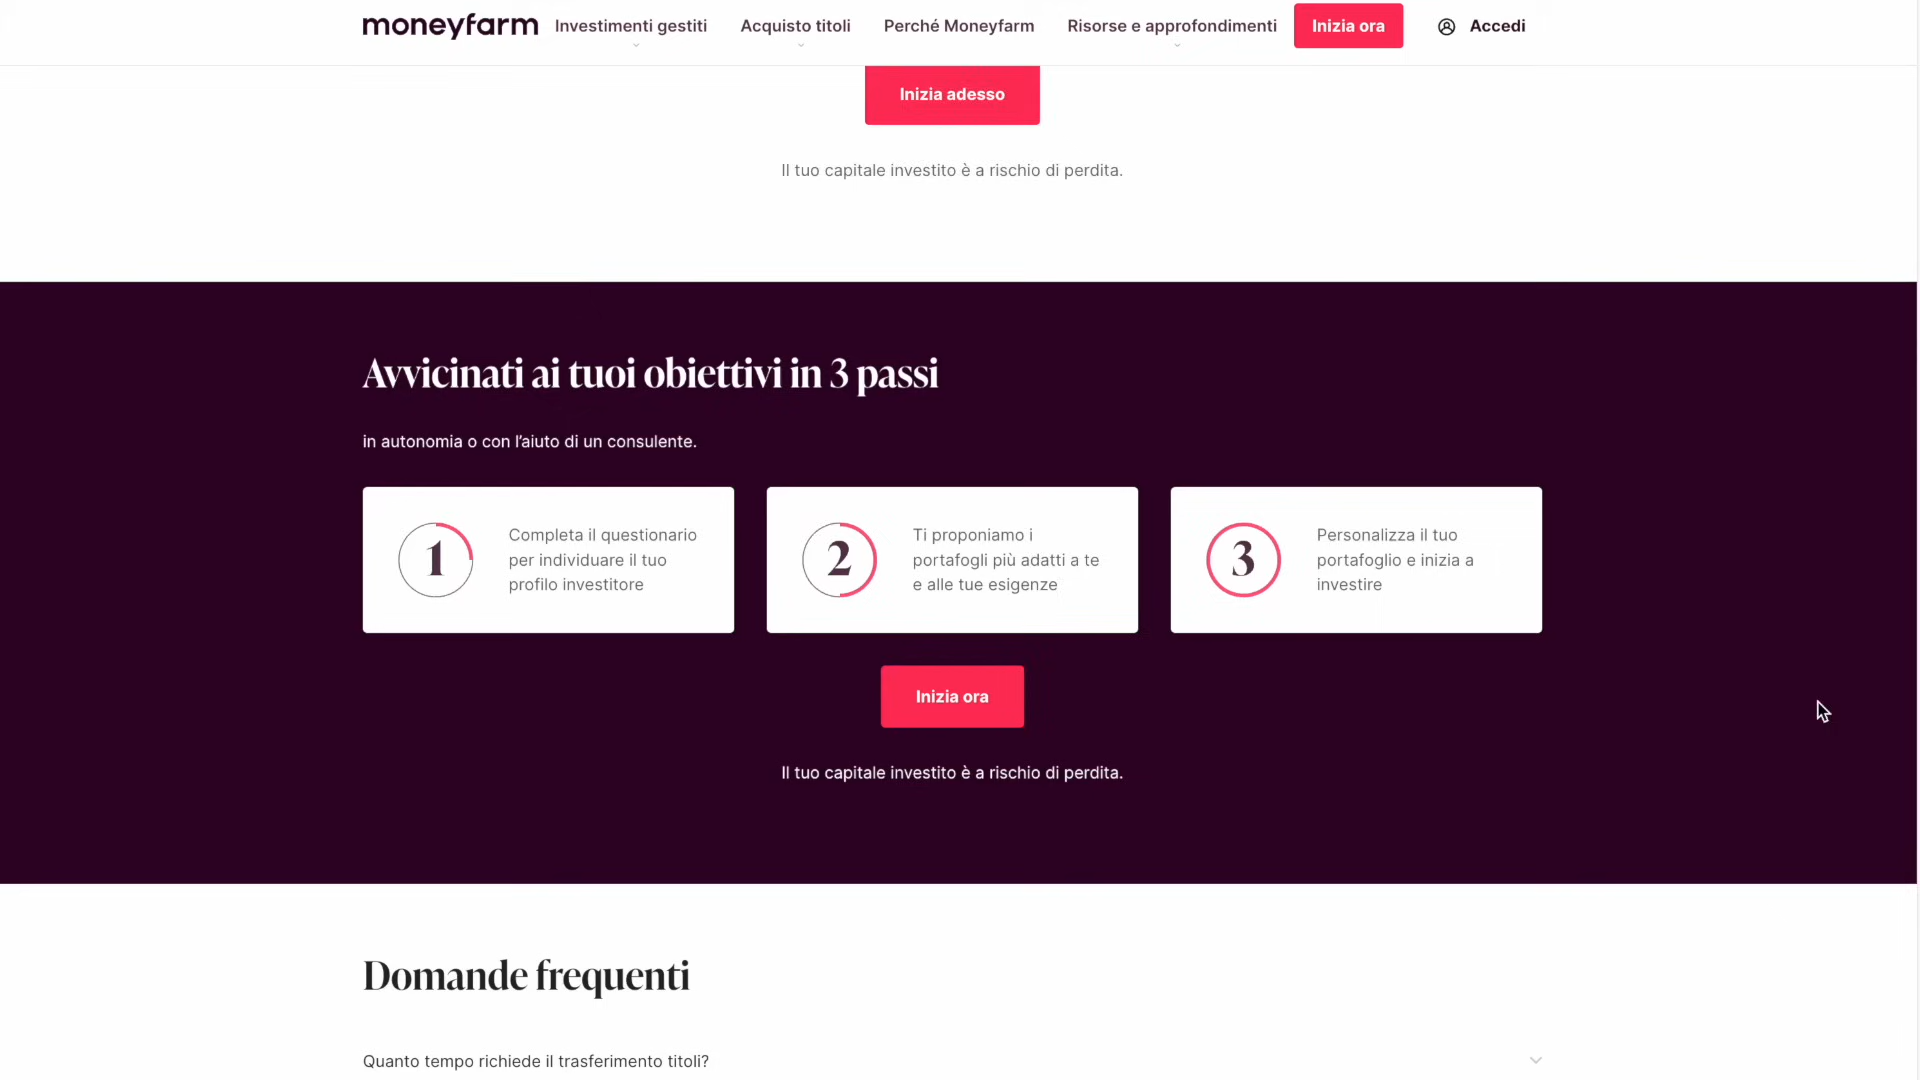 moneyfarm
Investimenti gestiti
Acquisto titoli
Perché Moneyfarm
Risorse e approfondimenti
Inizia ora
Accedi
Inizia adesso
Il tuo capitale investito è a rischio di perdita.
Avvicinati ai tuoi obiettivi in 3 passi
in autonomia o con l’aiuto di un consulente.
1
Completa il questionario
per individuare il tuo
profilo investitore
2
Ti proponiamo i
portafogli più adatti a te
e alle tue esigenze
3
Personalizza il tuo
portafoglio e inizia a
investire
Inizia ora
Il tuo capitale investito è a rischio di perdita.
Domande frequenti
Quanto tempo richiede il trasferimento titoli?